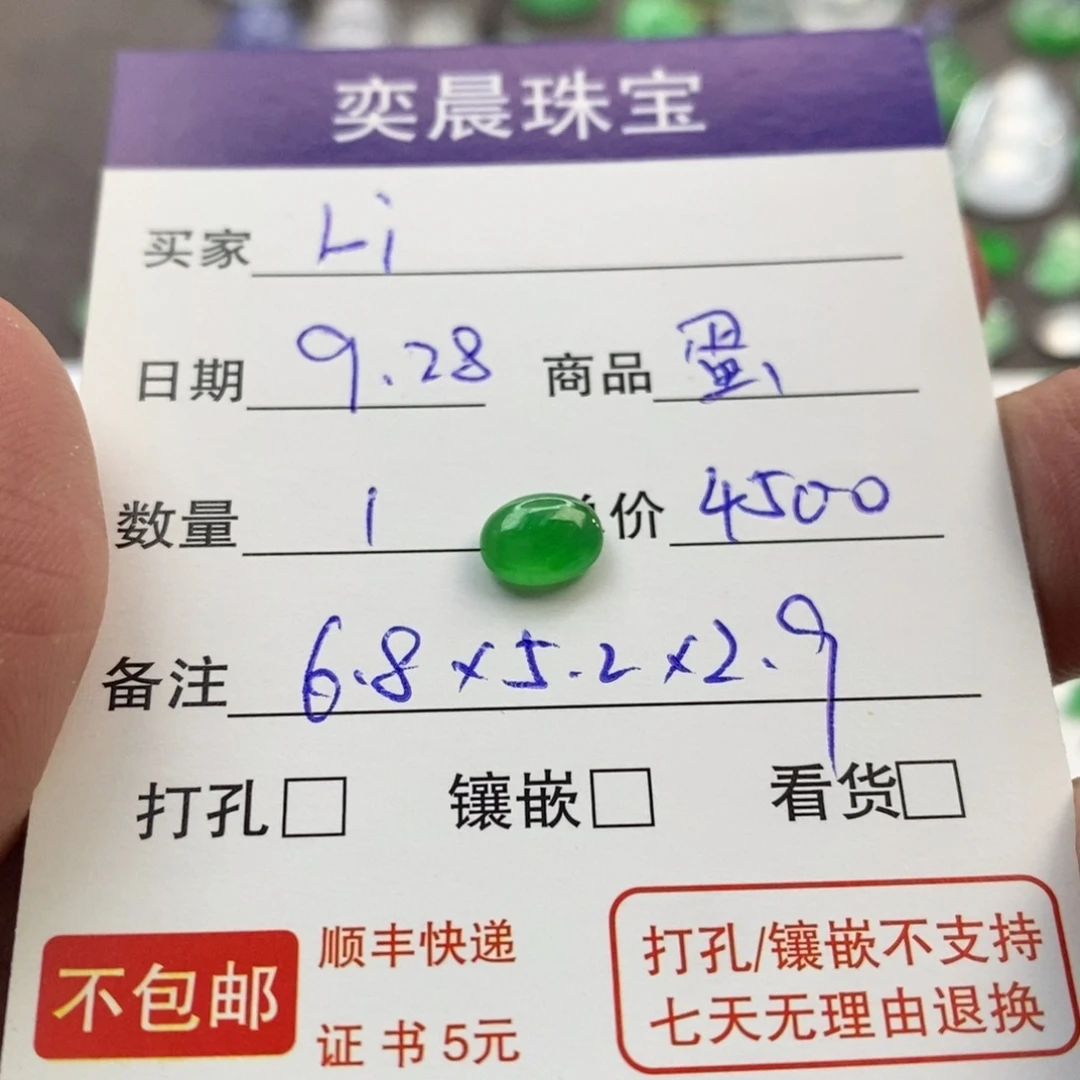 奕晨珠宝
买家 Li
日期 9.28 商品 蛋
数量 1 价 4500
备注 6.8×5.2×2.9
打孔□ 镶嵌□ 看货□
不包邮
顺丰快递
证书5元
打孔/镶嵌不支持
七天无理由退换